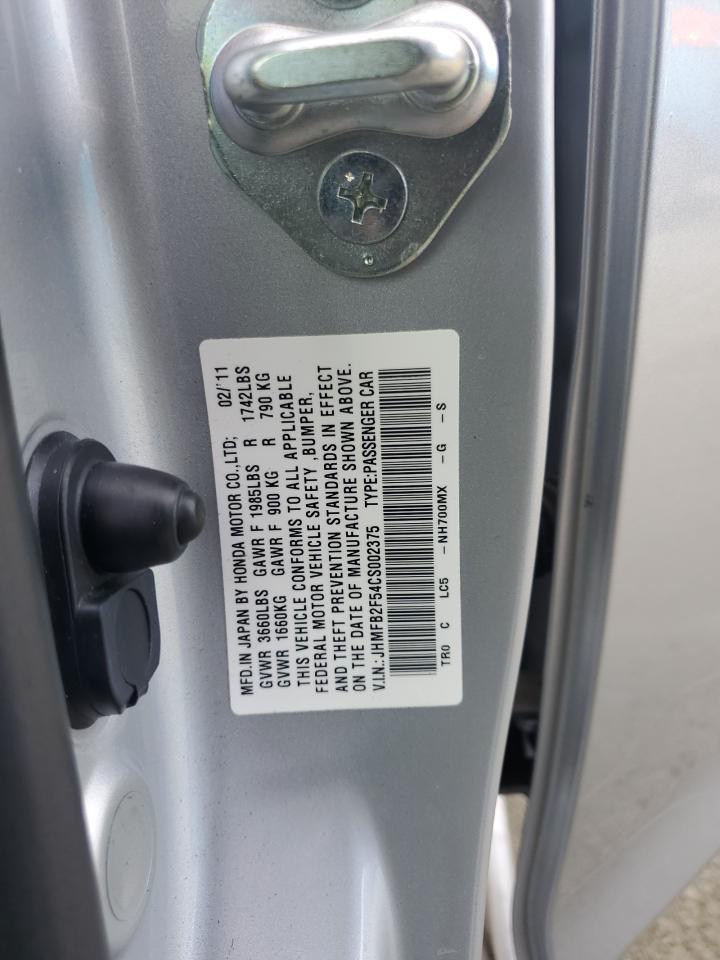 MFD.IN JAPAN BY HONDA MOTOR CO.,LTD; 02/'11
GVWR 3660LBS GAWR F 1985LBS R 1742LBS
GVWR 1660KG GAWR F 900 KG R 790 KG
THIS VEHICLE CONFORMS TO ALL APPLICABLE
FEDERAL MOTOR VEHICLE SAFETY ,BUMPER,
AND THEFT PREVENTION STANDARDS IN EFFECT
ON THE DATE OF MANUFACTURE SHOWN ABOVE.
V.I.N.:JHMFB2F54CS002375 TYPE:PASSENGER CAR
TR0 C LC5 -NH700MX -G -S